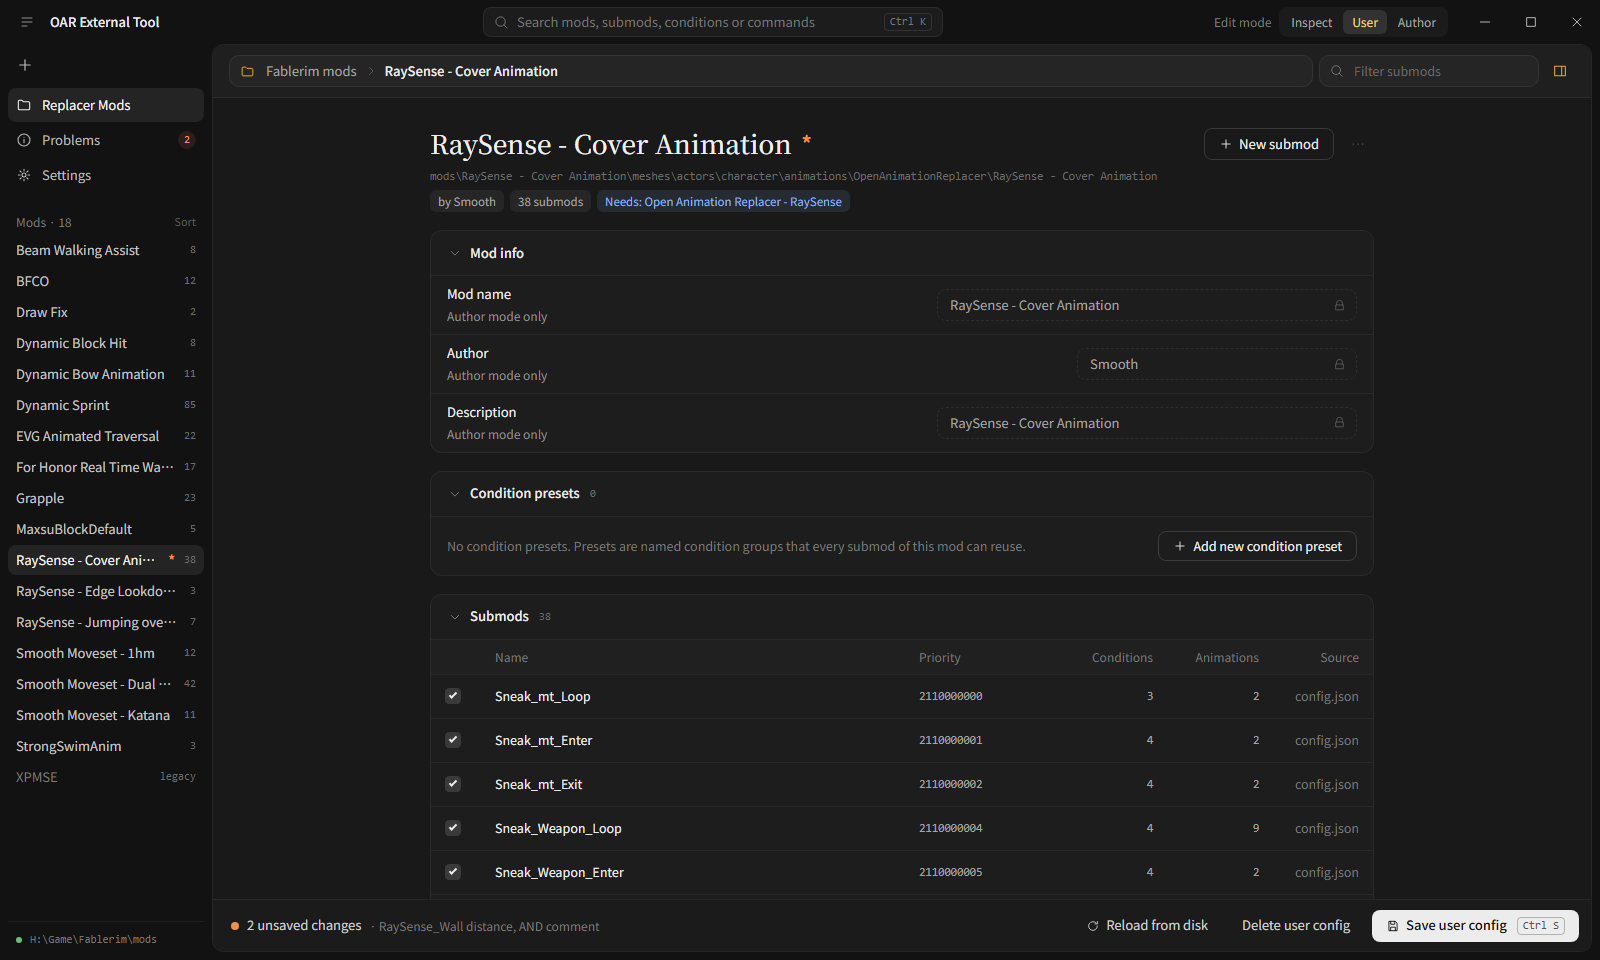 OAR External Tool
Search mods, submods, conditions or commands
Ctrl K
Edit mode
Inspect
User
Author
Replacer Mods
Problems
2
Settings
Mods · 18
Sort
Beam Walking Assist
8
BFCO
12
Draw Fix
2
Dynamic Block Hit
8
Dynamic Bow Animation
11
Dynamic Sprint
85
EVG Animated Traversal
22
For Honor Real Time Wa···
17
Grapple
23
MaxsuBlockDefault
5
RaySense - Cover Ani···
*
38
RaySense - Edge Lookdo···
3
RaySense - Jumping ove···
7
Smooth Moveset - 1hm
12
Smooth Moveset - Dual ···
42
Smooth Moveset - Katana
11
StrongSwimAnim
3
XPMSE
legacy
H:\Game\Fablerim\mods
Fablerim mods
RaySense - Cover Animation
Filter submods
RaySense - Cover Animation *
New submod
mods\RaySense - Cover Animation\meshes\actors\character\animations\OpenAnimationReplacer\RaySense - Cover Animation
by Smooth
38 submods
Needs: Open Animation Replacer - RaySense
Mod info
Mod name
Author mode only
RaySense - Cover Animation
Author
Author mode only
Smooth
Description
Author mode only
RaySense - Cover Animation
Condition presets 0
No condition presets. Presets are named condition groups that every submod of this mod can reuse.
Add new condition preset
Submods 38
Name Priority Conditions Animations Source
Sneak_mt_Loop 2110000000 3 2 config.json
Sneak_mt_Enter 2110000001 4 2 config.json
Sneak_mt_Exit 2110000002 4 2 config.json
Sneak_Weapon_Loop 2110000004 4 9 config.json
Sneak_Weapon_Enter 2110000005 4 2 config.json
2 unsaved changes · RaySense_Wall distance, AND comment
Reload from disk
Delete user config
Save user config
Ctrl S